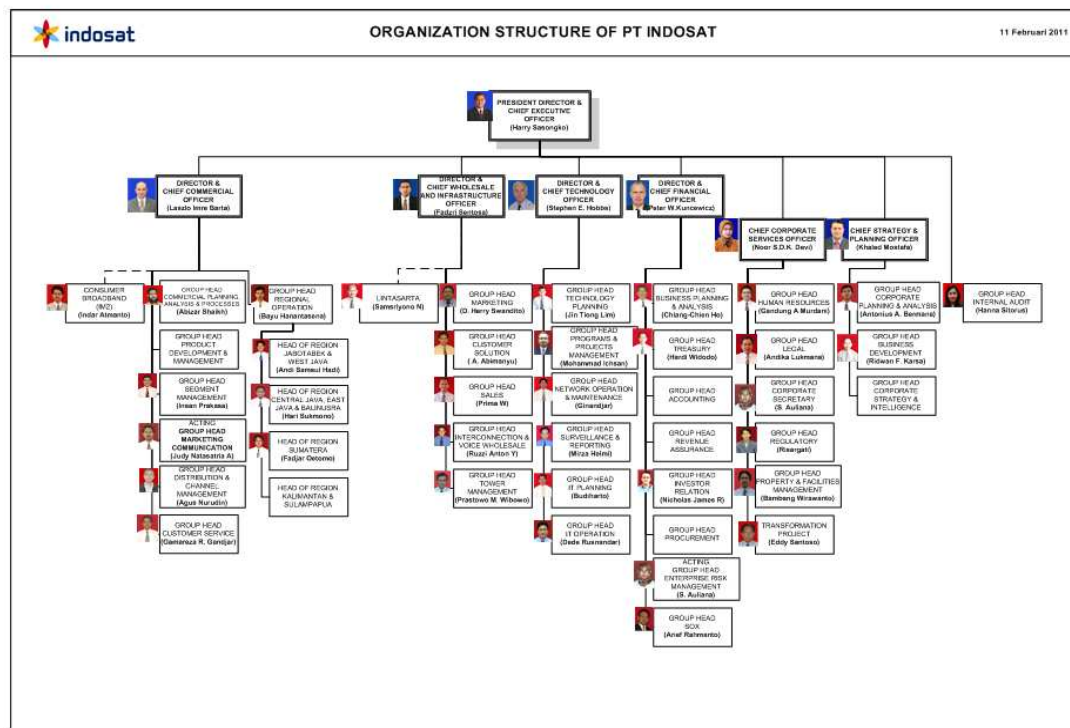 indosat
ORGANIZATION STRUCTURE OF PT INDOSAT
11 Februari 2011
PRESIDENT DIRECTOR &
CHIEF EXECUTIVE
OFFICER
(Harry Sasongko)
DIRECTOR &
CHIEF COMMERCIAL
OFFICER
(Laszlo Imre Barta)
DIRECTOR &
CHIEF WHOLESALE
AND INFRASTRUCTURE
OFFICER
(Fadzri Sentosa)
DIRECTOR &
CHIEF TECHNOLOGY
OFFICER
(Stephen E. Hobbs)
DIRECTOR &
CHIEF FINANCIAL
OFFICER
(Peter W.Kuncewicz)
CHIEF CORPORATE
SERVICES OFFICER
(Noor S.D.K. Devi)
CHIEF STRATEGY &
PLANNING OFFICER
(Khaled Mostafa)
CONSUMER
BROADBAND
(IM2)
(Indar Atmanto)
GROUP HEAD
COMMERCIAL PLANNING,
ANALYSIS & PROCESSES
(Abizar Shaikh)
GROUP HEAD
PRODUCT
DEVELOPMENT &
MANAGEMENT
GROUP HEAD
SEGMENT
MANAGEMENT
(Insan Prakasa)
ACTING
GROUP HEAD
MARKETING
COMMUNICATION
(Judy Natasatria A)
GROUP HEAD
DISTRIBUTION &
CHANNEL
MANAGEMENT
(Agus Nurudin)
GROUP HEAD
CUSTOMER SERVICE
(Gamaraza R. Gandjar)
GROUP HEAD
REGIONAL
OPERATION
(Bayu Hanantasena)
HEAD OF REGION
JABOTABEK &
WEST JAVA
(Andi Samsul Hadi)
HEAD OF REGION
CENTRAL JAVA, EAST
JAVA & BALINUSRA
(Hari Sukmono)
HEAD OF REGION
SUMATERA
(Fadjar Oetomo)
HEAD OF REGION
KALIMANTAN &
SULAMPAPUA
LINTASARTA
(Samsriyono N)
GROUP HEAD
MARKETING
(D. Harry Swandito)
GROUP HEAD
CUSTOMER
SOLUTION
( A. Abimanyu)
GROUP HEAD
SALES
(Prima W)
GROUP HEAD
INTERCONNECTION &
VOICE WHOLESALE
(Ruzzi Anton Y)
GROUP HEAD
TOWER
MANAGEMENT
(Prastowo M. Wibowo)
GROUP HEAD
TECHNOLOGY
PLANNING
(Jin Tiong Lim)
GROUP HEAD
PROGRAMS &
PROJECTS
MANAGEMENT
(Mohammad Ichsan)
GROUP HEAD
NETWORK OPERATION
& MAINTENANCE
(Ginandjar)
GROUP HEAD
SURVEILLANCE &
REPORTING
(Mirza Helmi)
GROUP HEAD
IT PLANNING
(Budiharto)
GROUP HEAD
IT OPERATION
(Dede Rusnandar)
GROUP HEAD
BUSINESS PLANNING
& ANALYSIS
(Chiang-Chien Ho)
GROUP HEAD
TREASURY
(Hardi Widodo)
GROUP HEAD
ACCOUNTING
GROUP HEAD
REVENUE
ASSURANCE
GROUP HEAD
INVESTOR
RELATION
(Nicholas James R)
GROUP HEAD
PROCUREMENT
ACTING
GROUP HEAD
ENTERPRISE RISK
MANAGEMENT
(S. Auliana)
GROUP HEAD
SOX
(Arief Rahmanto)
GROUP HEAD
HUMAN RESOURCES
(Gandung A Murdani)
GROUP HEAD
LEGAL
(Andika Lukmana)
GROUP HEAD
CORPORATE
SECRETARY
(S. Auliana)
GROUP HEAD
REGULATORY
(Risargati)
GROUP HEAD
PROPERTY & FACILITIES
MANAGEMENT
(Bambang Wirawanto)
TRANSFORMATION
PROJECT
(Eddy Santoso)
GROUP HEAD
CORPORATE
PLANNING & ANALYSIS
(Antonius A. Benmana)
GROUP HEAD
BUSINESS
DEVELOPMENT
(Ridwan F. Karsa)
GROUP HEAD
CORPORATE
STRATEGY &
INTELLIGENCE
GROUP HEAD
INTERNAL AUDIT
(Hanna Sitorus)